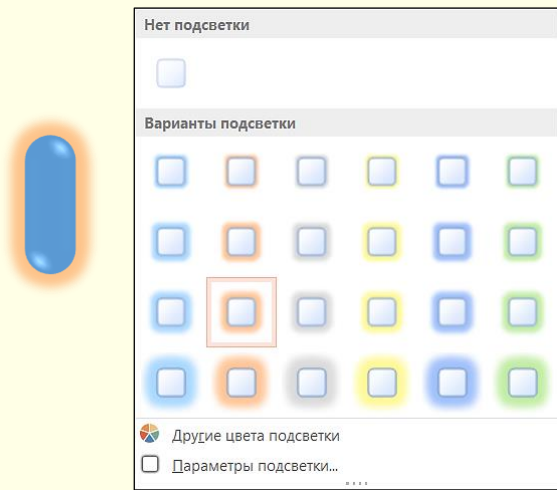 Нет подсветки
Варианты подсветки
Другие цвета подсветки
Параметры подсветки...